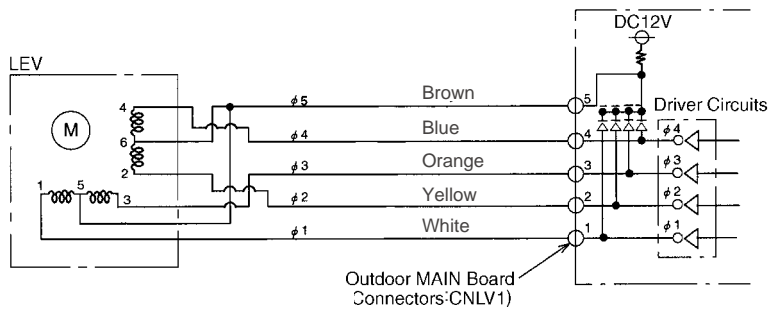 DC12V
LEV
M
4
6
2
1
5
3
φ5
Brown
5
φ4
Blue
4
φ3
Orange
3
φ2
Yellow
2
φ1
White
1
Driver Circuits
φ4
φ3
φ2
φ1
Outdoor MAIN Board
Connectors:CNLV1)